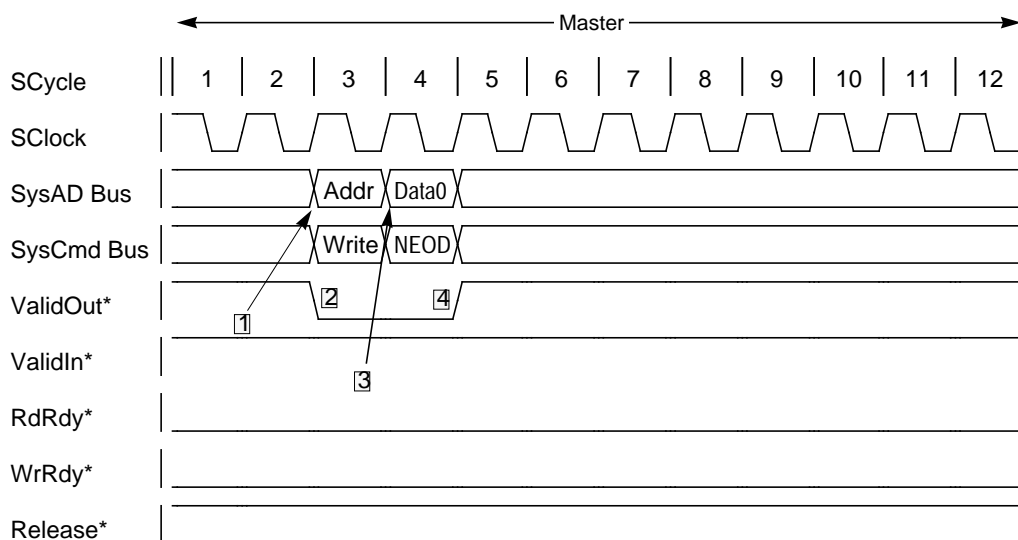 Master
SCycle 1 2 3 4 5 6 7 8 9 10 11 12
SClock
SysAD Bus Addr Data0
SysCmd Bus Write NEOD
ValidOut* 2 4
1
ValidIn*
3
RdRdy*
WrRdy*
Release*